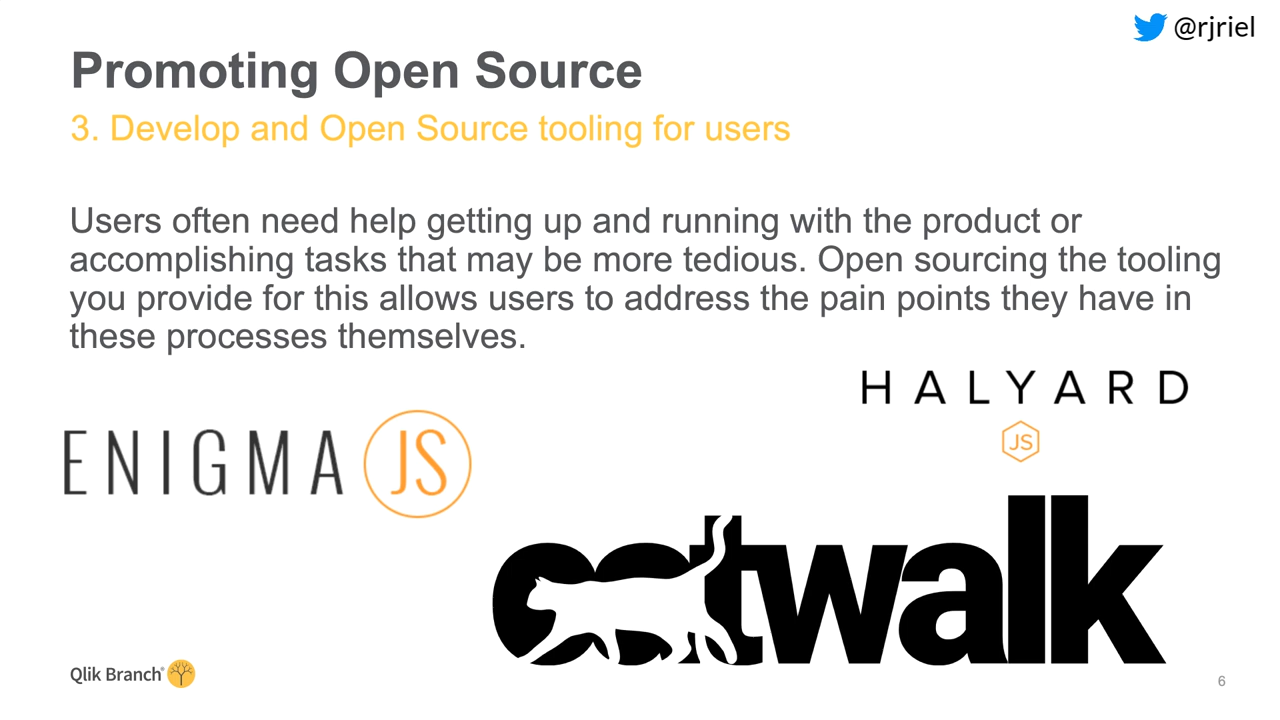 @rjriel
Promoting Open Source
3. Develop and Open Source tooling for users
Users often need help getting up and running with the product or
accomplishing tasks that may be more tedious. Open sourcing the tooling
you provide for this allows users to address the pain points they have in
these processes themselves.
HALYARD
JS
ENIGMA JS
catwalk
Qlik Branch®
6